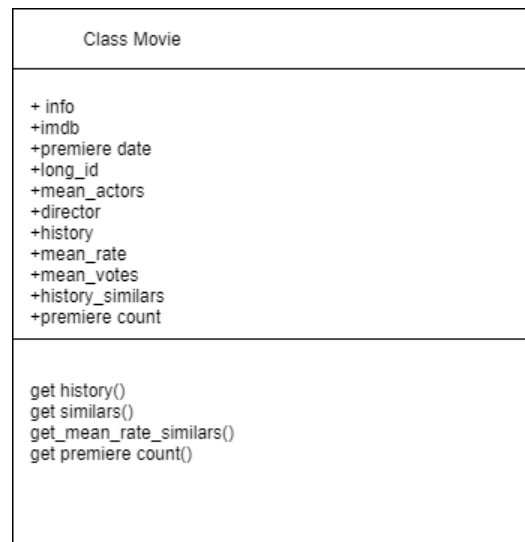 Class Movie
+ info
+imdb
+premiere date
+long_id
+mean_actors
+director
+history
+mean_rate
+mean_votes
+history_similars
+premiere count
get history()
get similars()
get_mean_rate_similars()
get premiere count()